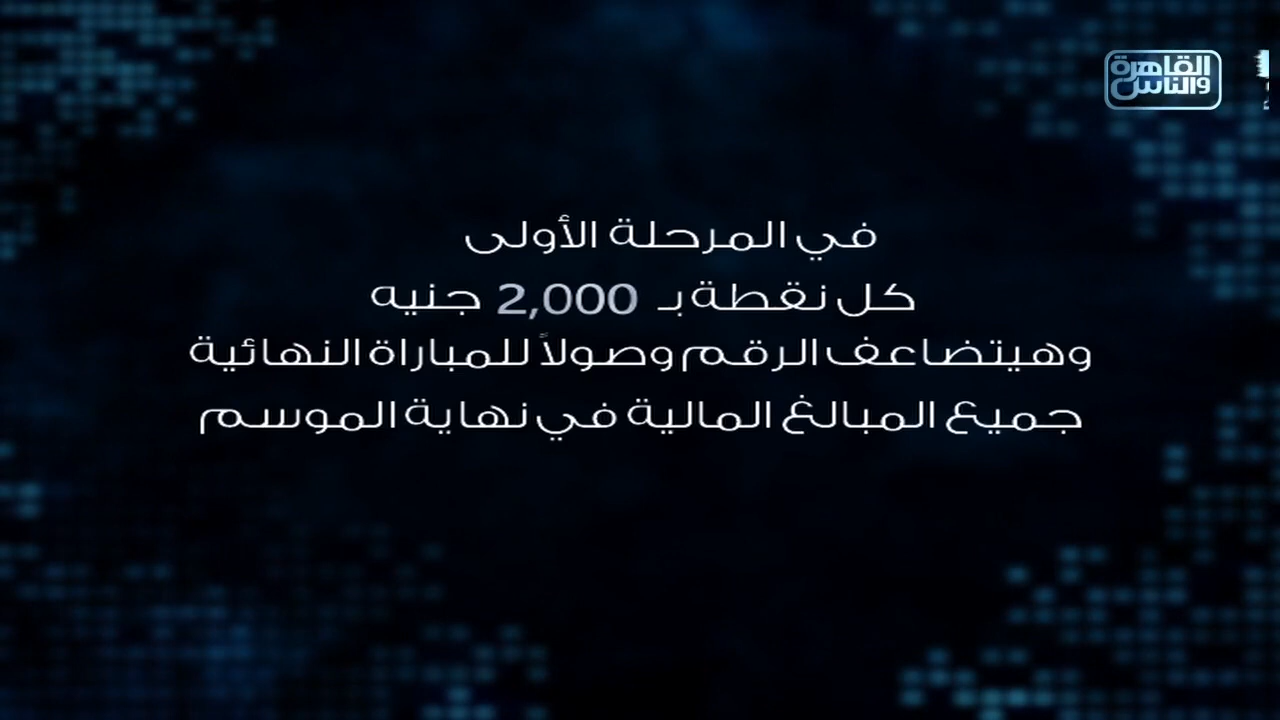 القاهرة
والناس
في المرحلة الأولى
كل نقطة بـ 2,000 جنيه
وهيتضاعف الرقم وصولاً للمباراة النهائية
جميع المبالغ المالية في نهاية الموسم